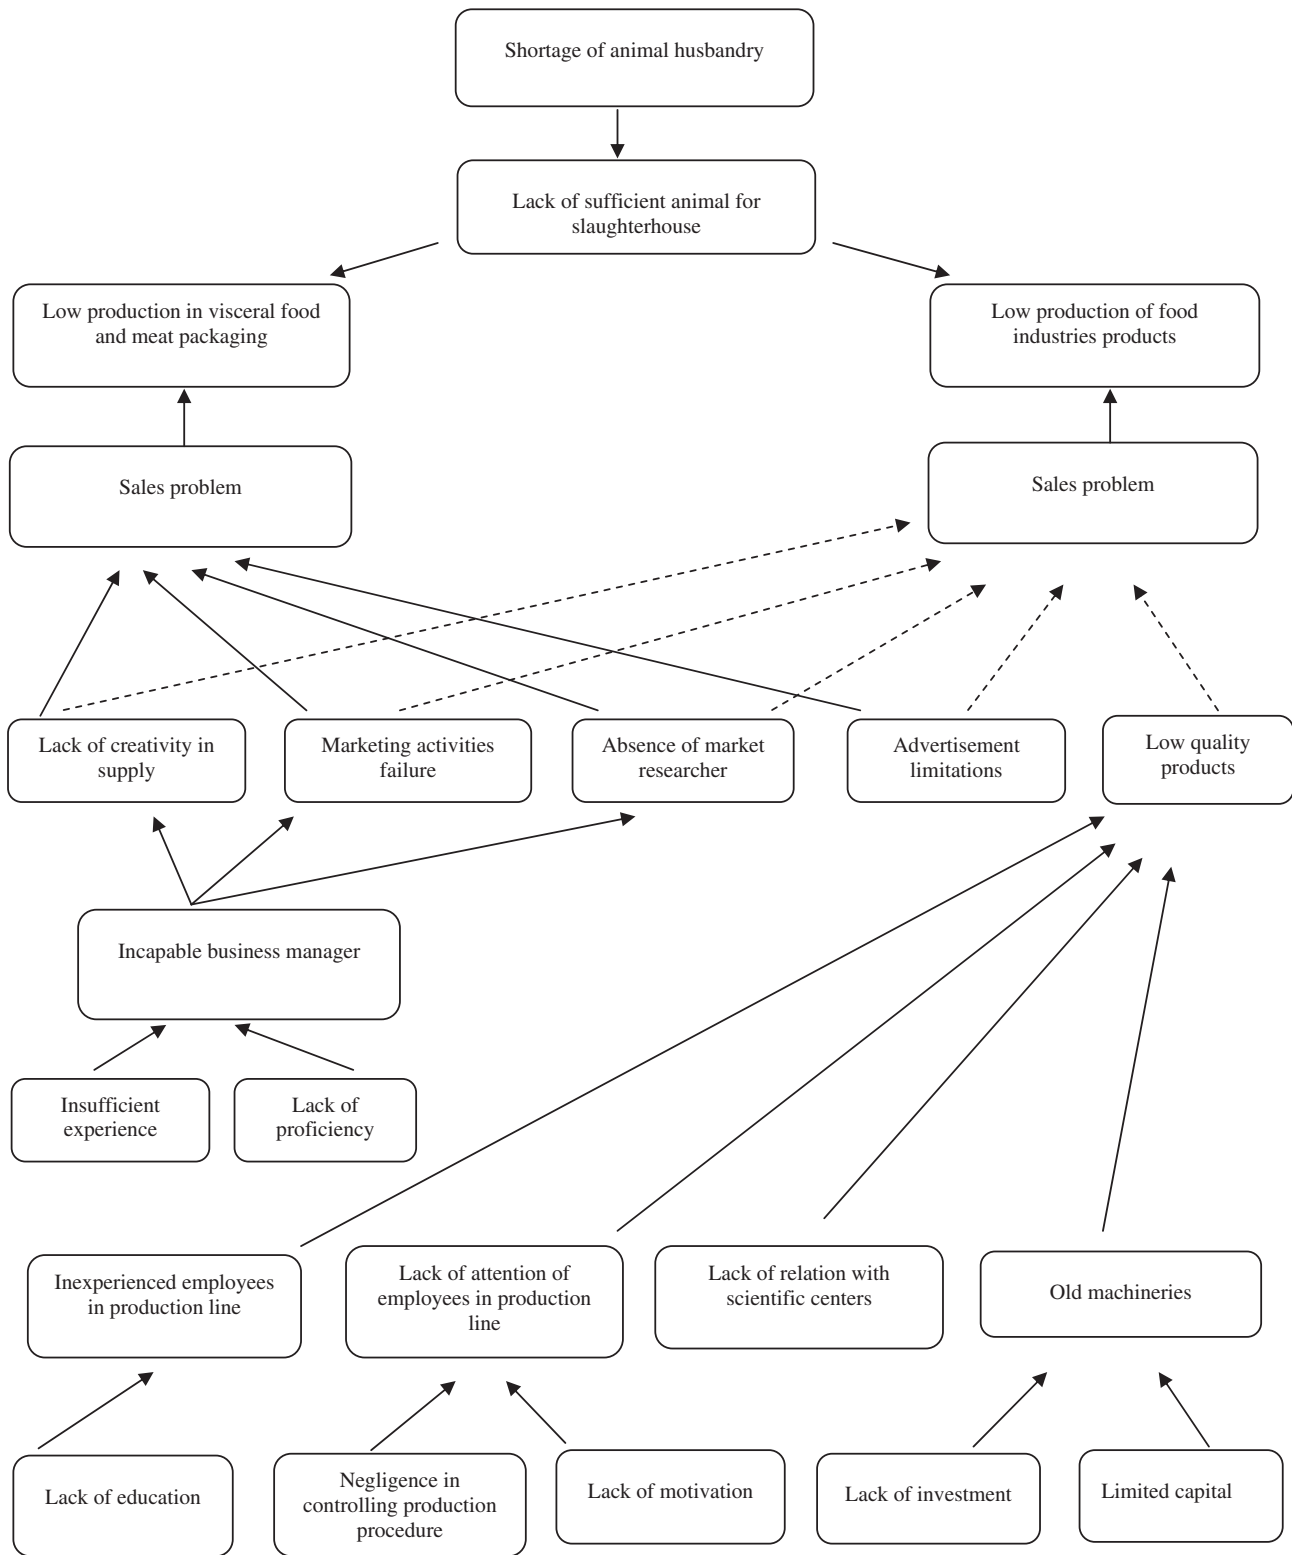 Shortage of animal husbandry
Lack of sufficient animal for
slaughterhouse
Low production in visceral food
and meat packaging
Low production of food
industries products
Sales problem
Sales problem
Lack of creativity in
supply
Marketing activities
failure
Absence of market
researcher
Advertisement
limitations
Low quality
products
Incapable business manager
Insufficient
experience
Lack of
proficiency
Inexperienced employees
in production line
Lack of attention of
employees in production
line
Lack of relation with
scientific centers
Old machineries
Lack of education
Negligence in
controlling production
procedure
Lack of motivation
Lack of investment
Limited capital